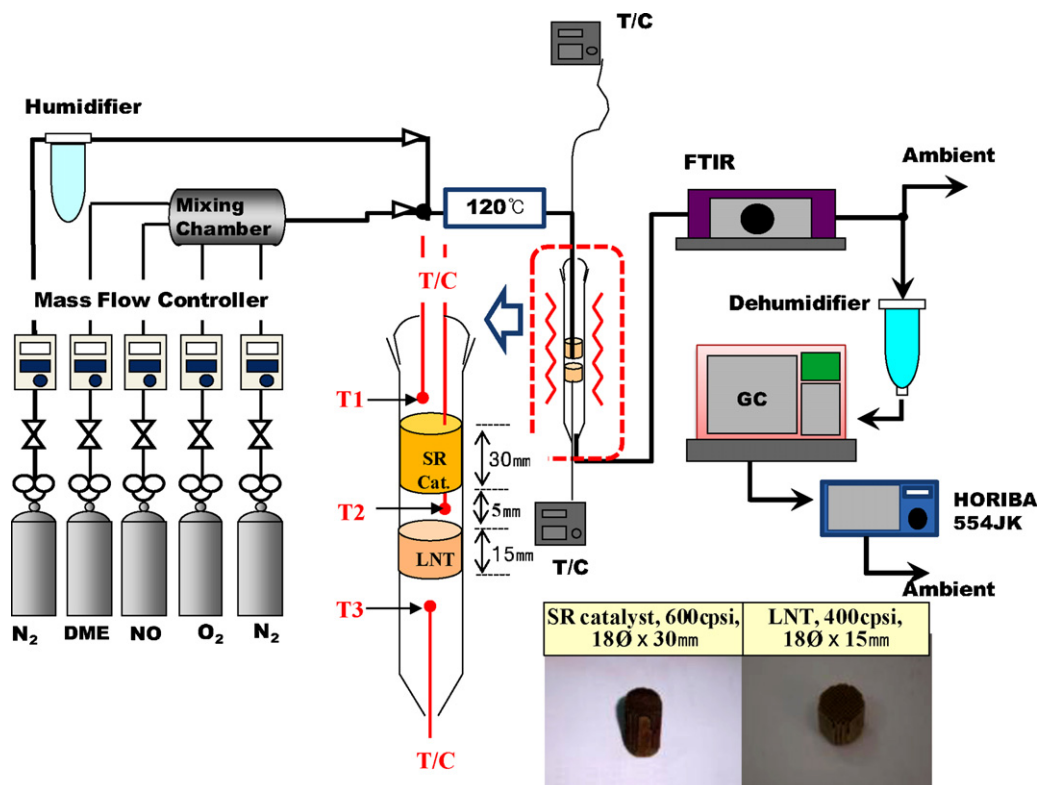 T/C
Humidifier
FTIR
Ambient
Mixing
Chamber
120℃
T/C
Mass Flow Controller
Dehumidifier
T1
GC
SR
Cat.
30㎜
T2
5㎜
HORIBA
554JK
LNT
15㎜
T/C
Ambient
T3
N₂
DME
NO
O₂
N₂
SR catalyst, 600cpsi,
18Ø x 30㎜
LNT, 400cpsi,
18Ø x 15㎜
T/C